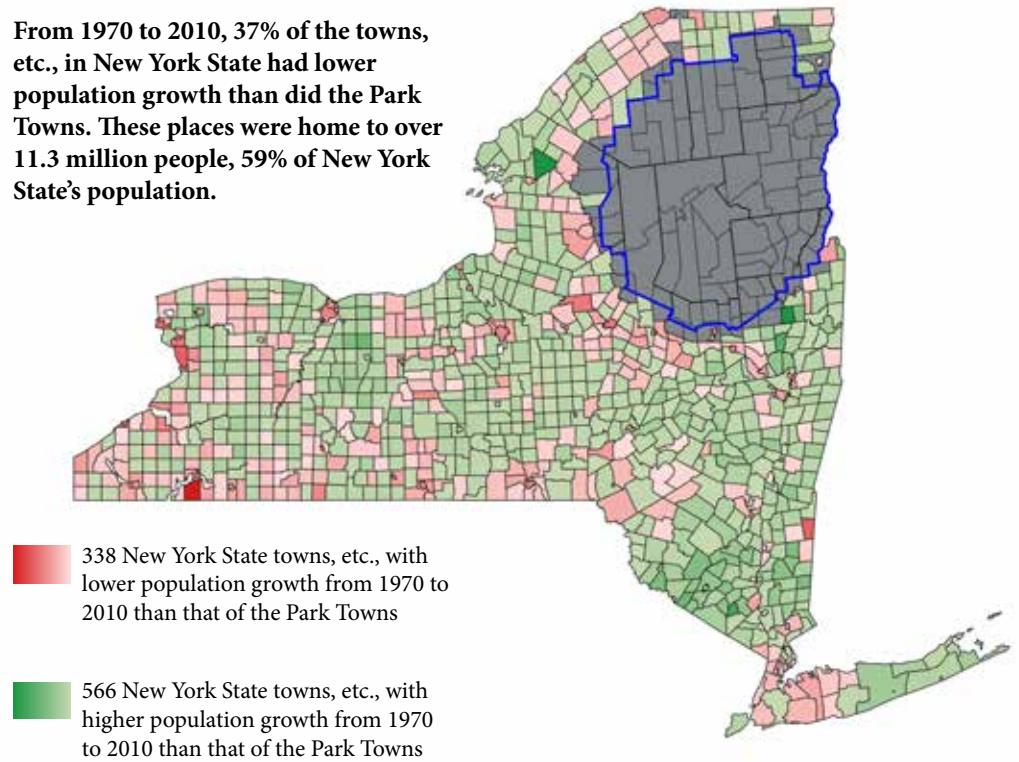 From 1970 to 2010, 37% of the towns,
etc., in New York State had lower
population growth than did the Park
Towns. These places were home to over
11.3 million people, 59% of New York
State’s population.
338 New York State towns, etc., with
lower population growth from 1970 to
2010 than that of the Park Towns
566 New York State towns, etc., with
higher population growth from 1970
to 2010 than that of the Park Towns